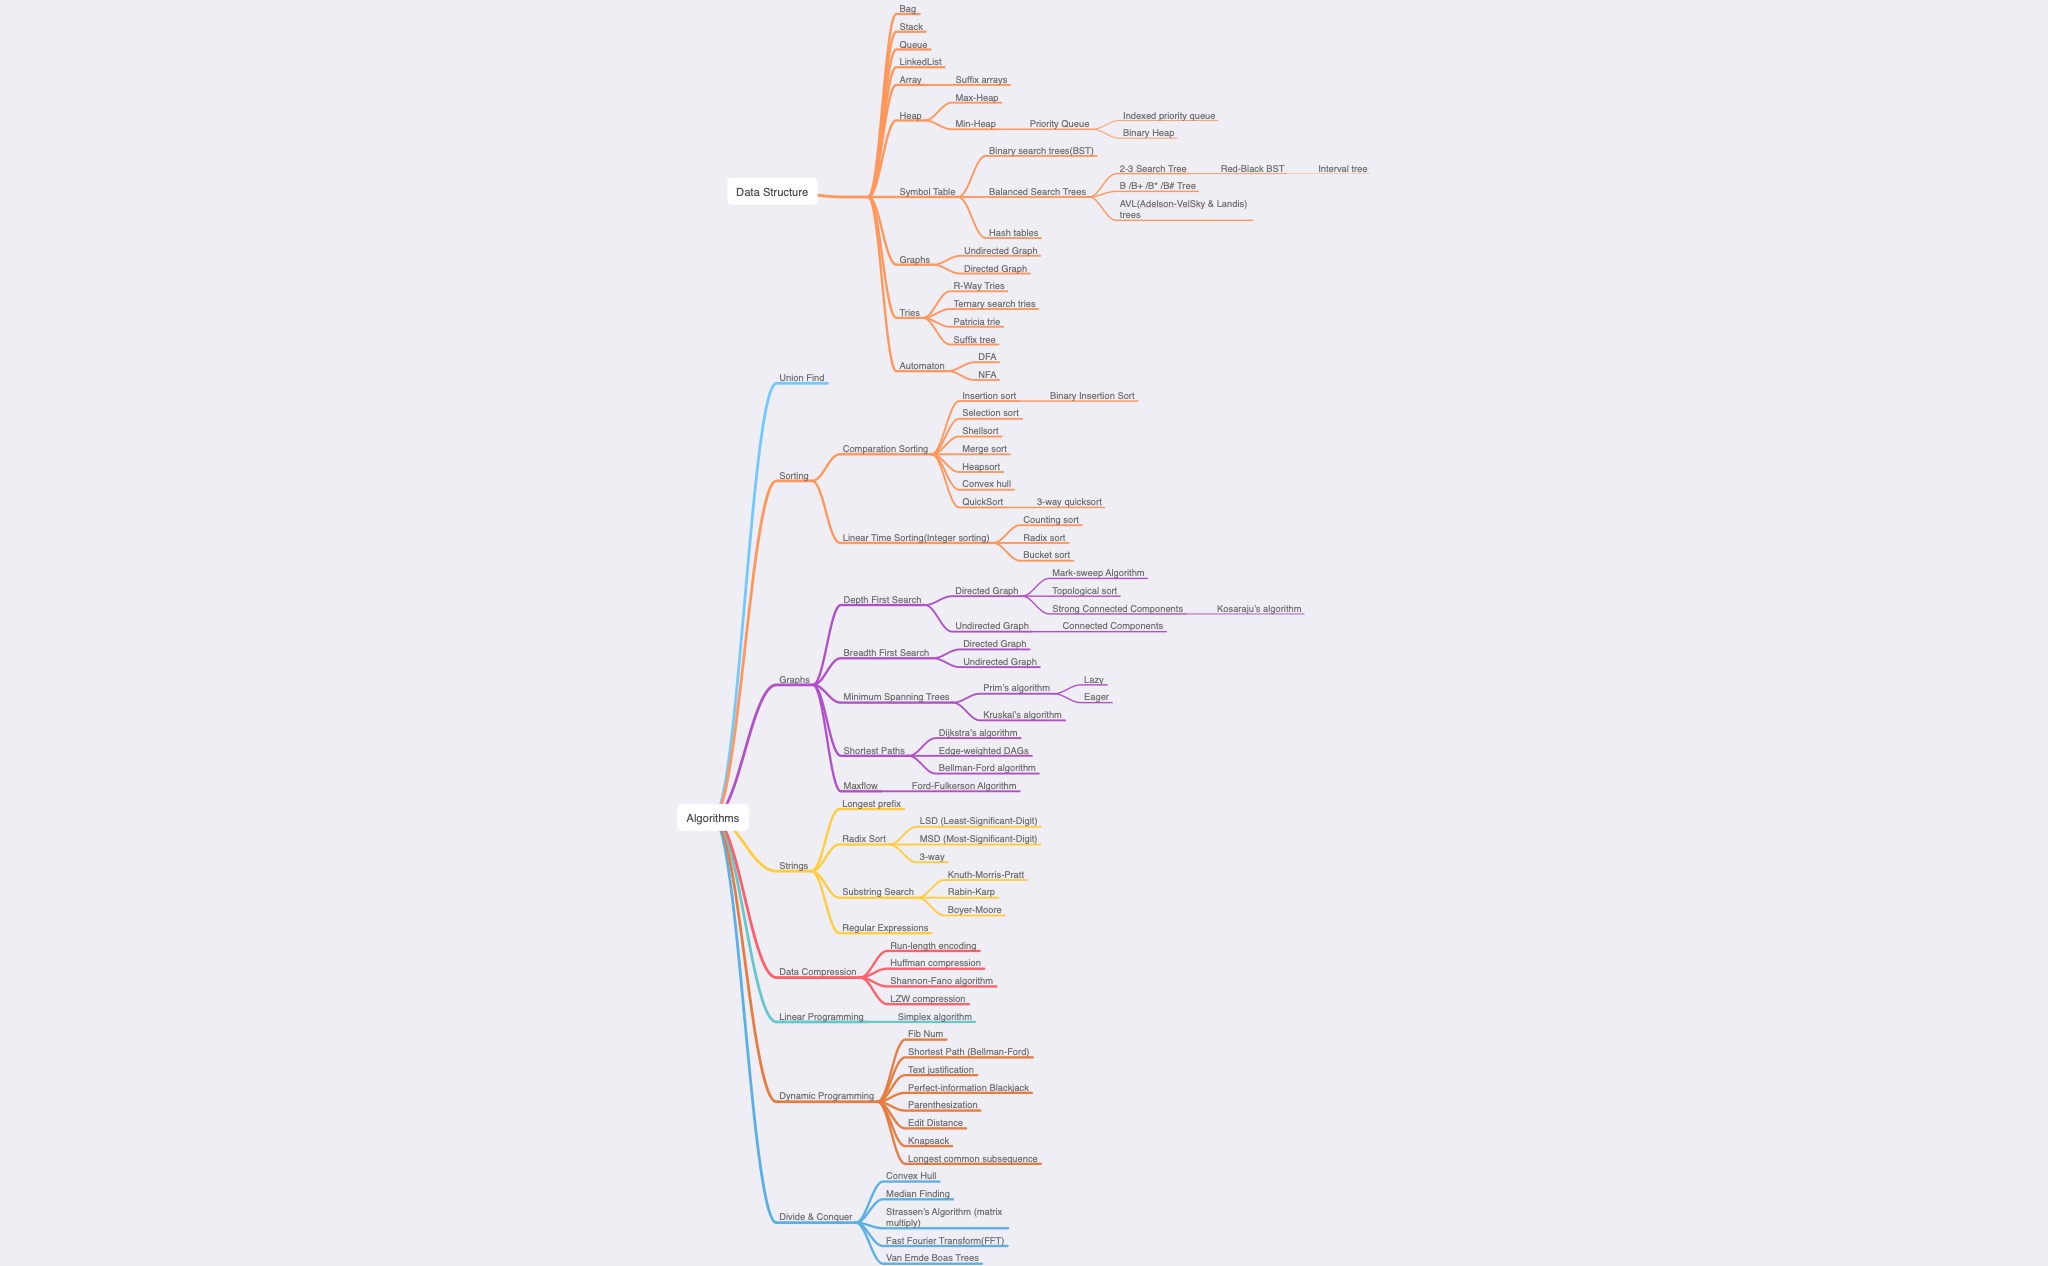 Bag
Stack
Queue
LinkedList
Array
Suffix arrays
Heap
Max-Heap
Min-Heap
Priority Queue
Indexed priority queue
Binary Heap
Data Structure
Symbol Table
Binary search trees(BST)
Balanced Search Trees
2-3 Search Tree
Red-Black BST
Interval tree
B /B+ /B* /B# Tree
AVL(Adelson-VelSky & Landis)
trees
Hash tables
Graphs
Undirected Graph
Directed Graph
Tries
R-Way Tries
Ternary search tries
Patricia trie
Suffix tree
Automaton
DFA
NFA
Algorithms
Union Find
Sorting
Comparation Sorting
Insertion sort
Binary Insertion Sort
Selection sort
Shellsort
Merge sort
Heapsort
Convex hull
QuickSort
3-way quicksort
Linear Time Sorting(Integer sorting)
Counting sort
Radix sort
Bucket sort
Graphs
Depth First Search
Directed Graph
Mark-sweep Algorithm
Topological sort
Strong Connected Components
Kosaraju's algorithm
Undirected Graph
Connected Components
Breadth First Search
Directed Graph
Undirected Graph
Minimum Spanning Trees
Prim's algorithm
Lazy
Eager
Kruskal's algorithm
Shortest Paths
Dijkstra's algorithm
Edge-weighted DAGs
Bellman-Ford algorithm
Maxflow
Ford-Fulkerson Algorithm
Strings
Longest prefix
Radix Sort
LSD (Least-Significant-Digit)
MSD (Most-Significant-Digit)
3-way
Substring Search
Knuth-Morris-Pratt
Rabin-Karp
Boyer-Moore
Regular Expressions
Data Compression
Run-length encoding
Huffman compression
Shannon-Fano algorithm
LZW compression
Linear Programming
Simplex algorithm
Dynamic Programming
Fib Num
Shortest Path (Bellman-Ford)
Text justification
Perfect-information Blackjack
Parenthesization
Edit Distance
Knapsack
Longest common subsequence
Divide & Conquer
Convex Hull
Median Finding
Strassen's Algorithm (matrix
multiply)
Fast Fourier Transform(FFT)
Van Emde Boas Trees